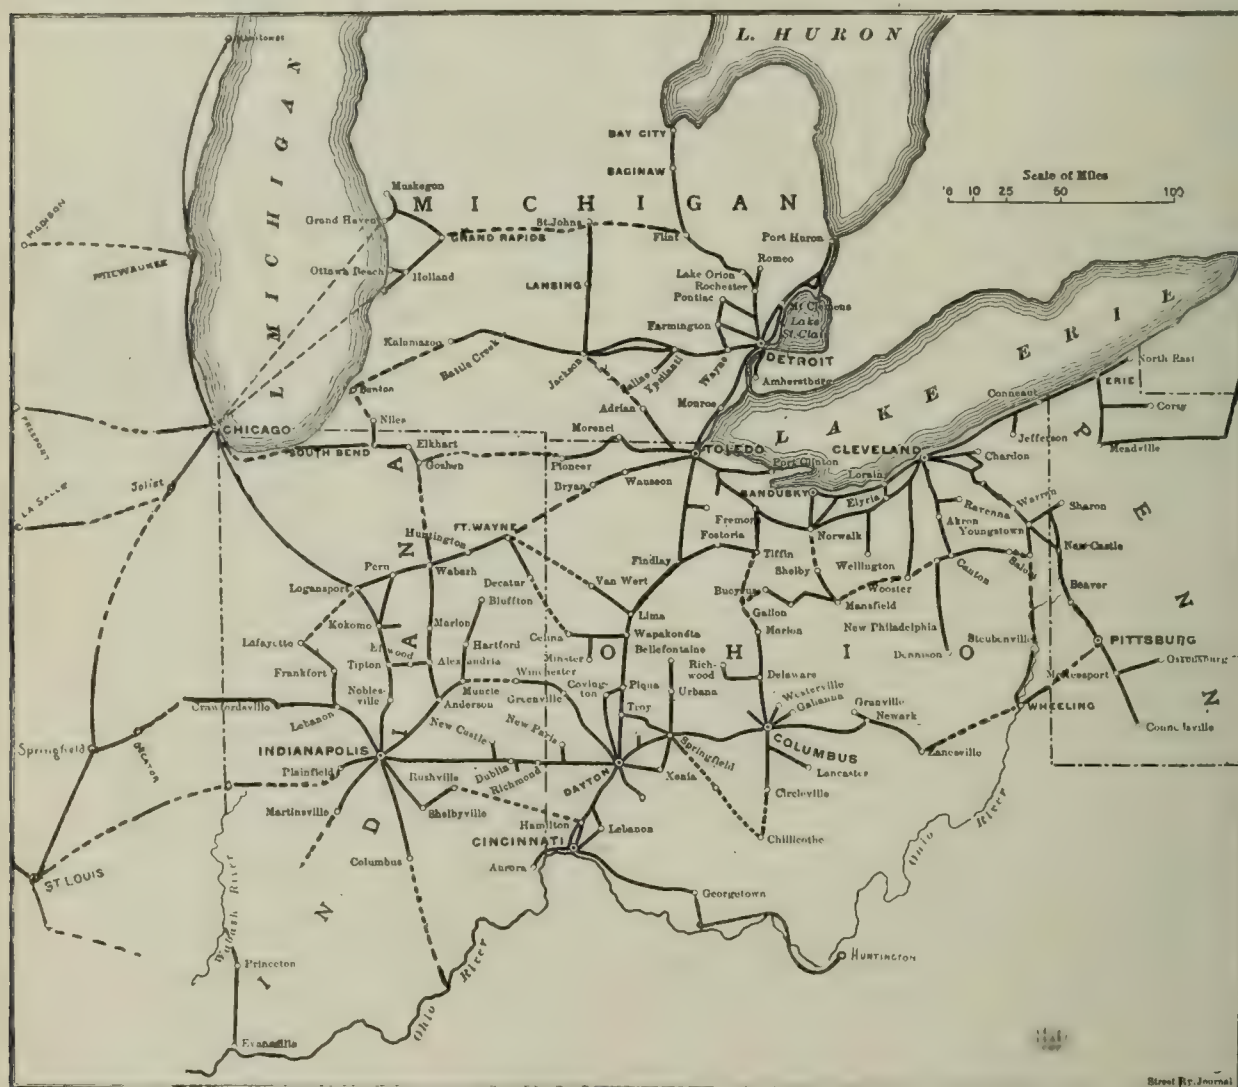 L. HURON
L MICHIGAN
BAY CITY
BAGINAW
Scale of Miles
0 10 25 50 100
MICHIGAN
Muskegon
Grand Haven
St. Johns
GRAND RAPIDS
Flint
Port Huron
MADISON
MILWAUKEE
Ottawa Beach
Holland
LANSING
Lake Orion
Romeo
Rochester
Pontiac
Mt Clemens
Lake
St. Clair
Farmington
Kalamazoo
Battle Creek
Jackson
Saline
Ypsilanti
Wayne
DETROIT
Amherstburg
LAKE ERIE
North East
ERIE
Conneaut
Corry
Meadville
Jefferson
FREEPORT
CHICAGO
Benton
Niles
Adrian
Monroe
Morenci
SOUTH BEND
Elkhart
Goshen
Pioneer
TOLEDO
Port Clinton
CLEVELAND
Chardon
LA SALLE
Joliet
Bryan
Wauseon
SANDUSKY
Lorain
Elyria
Ravenna
Akron
Youngstown
Warren
Sharon
FT. WAYNE
Huntington
Fremont
Fostoria
Norwalk
New Castle
Peru
Wabash
Findlay
Tiffin
Wellington
Wooster
Canton
Salem
Logansport
Decatur
Van Wert
Shelby
Beaver
Bluffton
Bucyrus
Gallon
Mansfield
Kokomo
Marion
Lima
Celina
Wapakoneta
Marion
New Philadelphia
Steubenville
PITTSBURG
Lafayette
Elwood
Hartford
Bellefontaine
OHIO
Dennison
Frankfort
Tipton
Alexandria
Minster
Richwood
Winchester
Covington
Piqua
Delaware
McKeesport
Noblesville
Muncie
Anderson
Greenville
Urbana
Westerville
Gahanna
WHEELING
Crawfordsville
Lebanon
Troy
Granville
Newark
Connelsville
Springfield
DECATOR
New Castle
New Paris
Springfield
COLUMBUS
Zanesville
INDIANAPOLIS
Plainfield
Rushville
Dublin
Richmond
DAYTON
Xenia
Lancaster
Martinsville
Shelbyville
Circleville
Hamilton
Lebanon
Chillicothe
CINCINNATI
Columbus
Aurora
ST LOUIS
Georgetown
Ohio River
Wabash River
HUNTINGTON
Princeton
Ohio River
INDIANA
PENN
Evansville
Street Ry. Journal